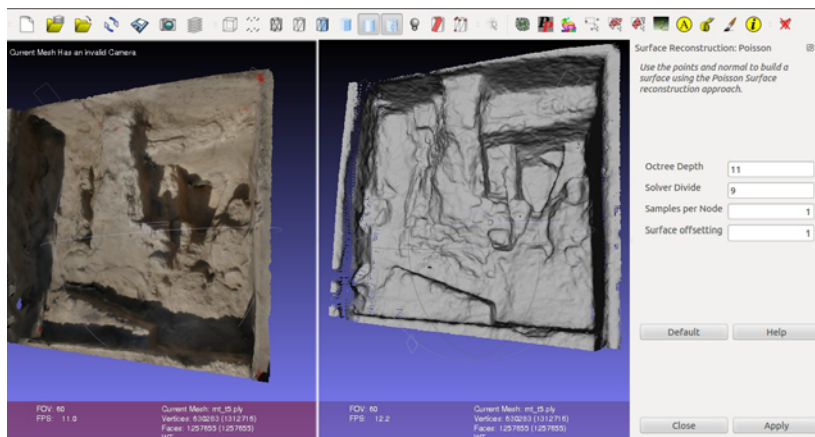 Current Mesh Has an invalid Camera
Surface Reconstruction: Poisson
Use the points and normal to build a
surface using the Poisson Surface
reconstruction approach.
Octree Depth 11
Solver Divide 9
Samples per Node 1
Surface offsetting 1
Default Help
FOV: 60
FPS: 11.0
Current Mesh: mt_t5.ply
Vertices: 630263 (1312716)
Faces: 1257655 (1257655)
FOV: 60
FPS: 12.2
Current Mesh: mt_t5.ply
Vertices: 630263 (1312716)
Faces: 1257655 (1257655)
Close Apply